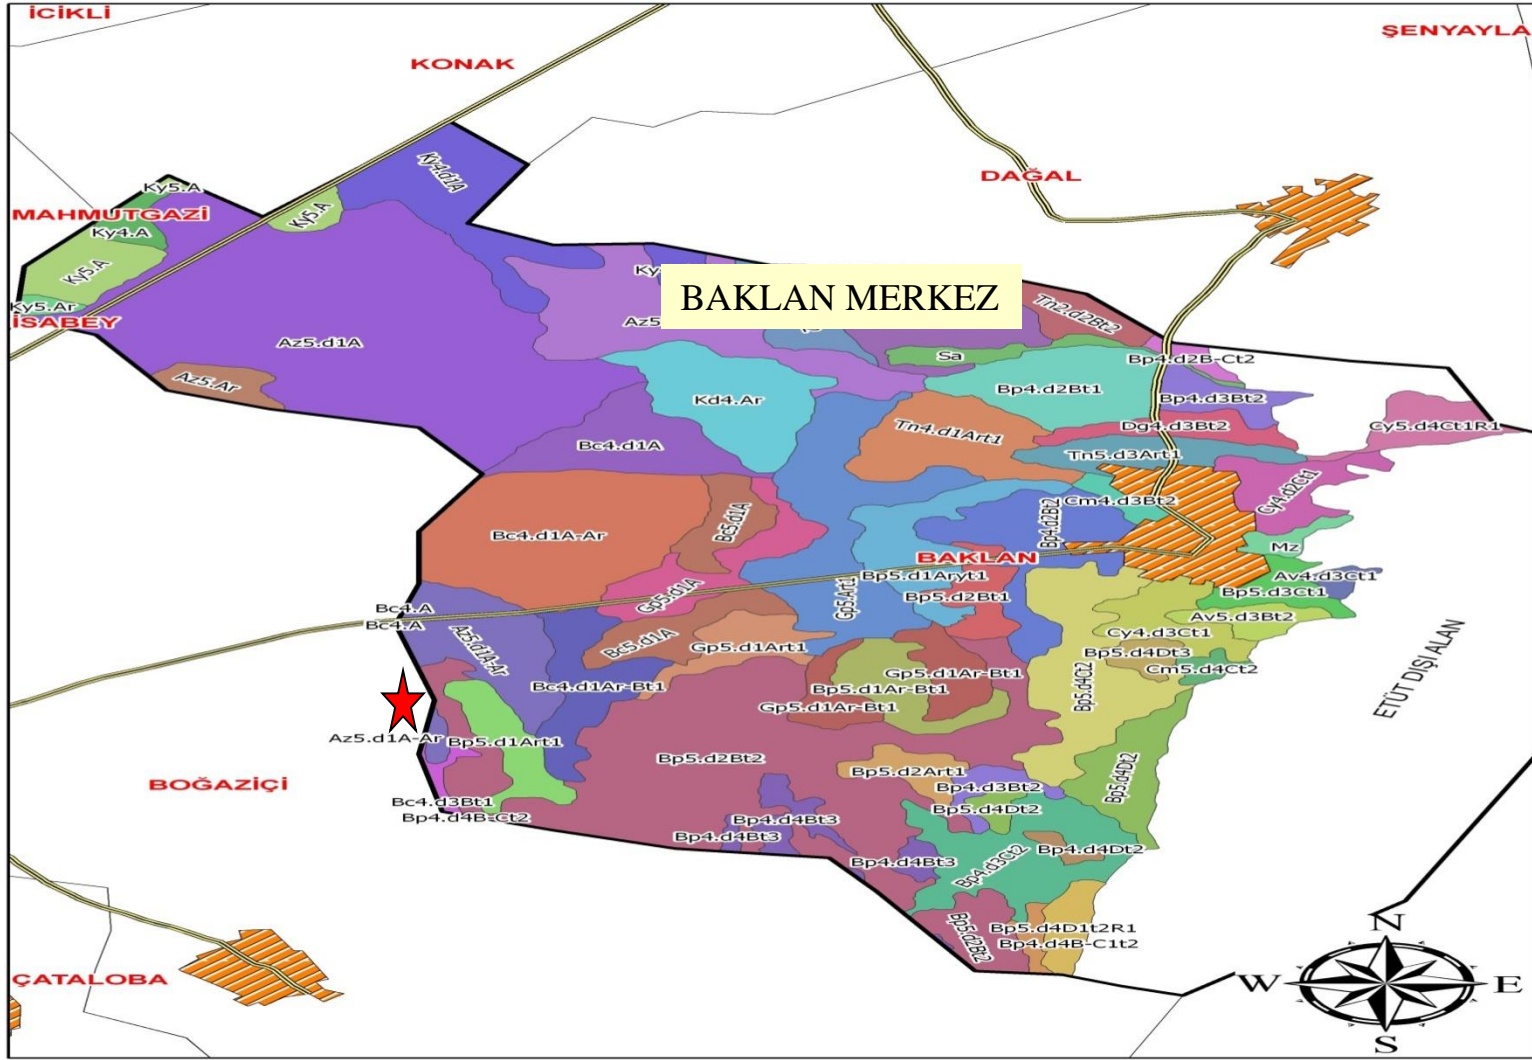 İCİKLİ
ŞENYAYLA
KONAK
Ky4.d1A
DAĞAL
Ky5.A
MAHMUTGAZİ
Ky5.A
Ky4.A
Ky5.A
Ky5.Ar
İSABEY
BAKLAN MERKEZ
Tn2.d2Bt2
Az5.d1A
Sa
Bp4.d2B-Ct2
Az5.Ar
Kd4.Ar
Bp4.d2Bt1
Bp4.d3Bt2
Bc4.d1A
Tn4.d1Art1
Dg4.d3Bt2
Cy5.d4Ct1R1
Tn5.d3Art1
Cy4.d2Ct1
Cm4.d3Bt2
Bc4.d1A-Ar
Bc5.d1A
Bp4.d2Bt2
Mz
BAKLAN
Bp5.d1Aryt1
Av4.d3Ct1
Gp5.d1A
Gp5.Art1
Bp5.d2Bt1
Bp5.d3Ct1
Bc4.A
Bc4.A
Av5.d3Bt2
Az5.d1A-Ar
Bc5.d1A
Gp5.d1Art1
Cy4.d3Ct1
Bp5.d4Dt3
Cm5.d4Ct2
ETÜT DIŞI ALAN
Bc4.d1Ar-Bt1
Gp5.d1Ar-Bt1
Bp5.d1Ar-Bt1
Bp5.d4Ct2
Gp5.d1Ar-Bt1
Az5.d1A-Ar
Bp5.d1Art1
Bp5.d2Bt2
Bp5.d2Art1
Bp5.d4Dt2
BOĞAZİÇİ
Bp4.d3Bt2
Bc4.d3Bt1
Bp5.d4Dt2
Bp4.d4B-Ct2
Bp4.d4Bt3
Bp4.d4Bt3
Bp4.d4Dt2
Bp4.d4Bt3
Bp4.d3Ct2
Bp5.d2Bt2
Bp5.d4D1t2R1
Bp4.d4B-C1t2
ÇATALOBA
N
W
E
S